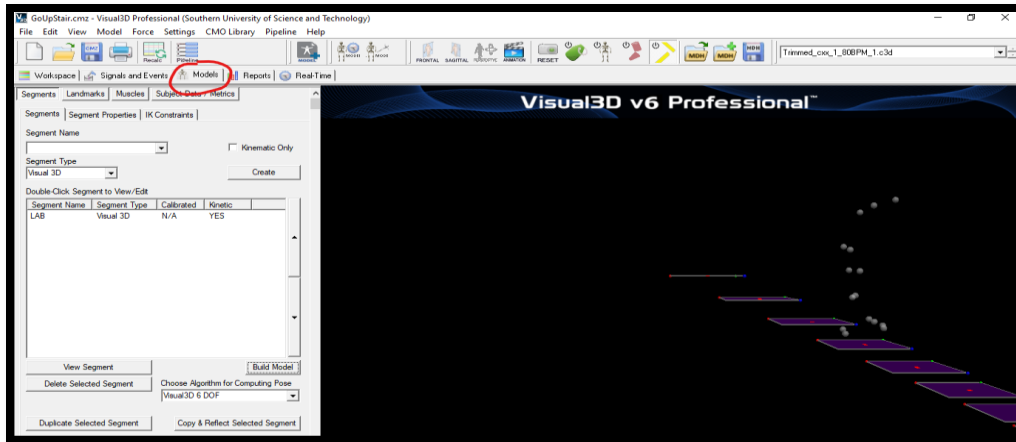 GoUpStair.cmz - Visual3D Professional (Southern University of Science and Technology)
File Edit View Model Force Settings CMO Library Pipeline Help
Recalc Pipeline FRONTAL SAGITTAL ANIMATION RESET MDH MDH MDH Trimmed_cxx_1_80BPM_1.c3d
Workspace Signals and Events Models Reports Real-Time
Segments Landmarks Muscles Subject Data / Metrics
Segments Segment Properties IK Constraints
Visual3D v6 Professional™
Segment Name
Kinematic Only
Segment Type
Visual 3D Create
Double-Click Segment to View/Edit
Segment Name Segment Type Calibrated Kinetic
LAB Visual 3D N/A YES
View Segment Build Model
Delete Selected Segment Choose Algorithm for Computing Pose
Visual3D 6 DOF
Duplicate Selected Segment Copy & Reflect Selected Segment